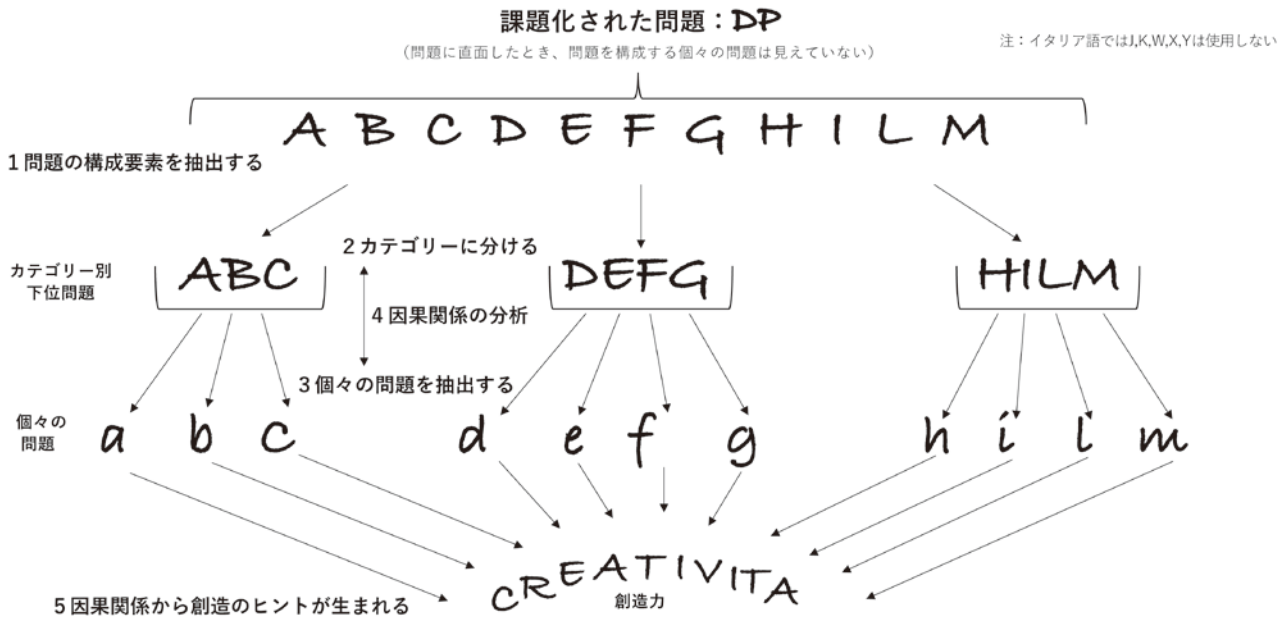 課題化された問題：DP
（問題に直面したとき、問題を構成する個々の問題は見えていない）
注：イタリア語ではJ,K,W,X,Yは使用しない
A B C D E F G H I L M
1 問題の構成要素を抽出する
2 カテゴリーに分ける
カテゴリー別
下位問題
ABC
DEFG
HILM
4 因果関係の分析
3 個々の問題を抽出する
個々の
問題
a b c d e f g h i l m
CREATIVITA
創造力
5 因果関係から創造のヒントが生まれる